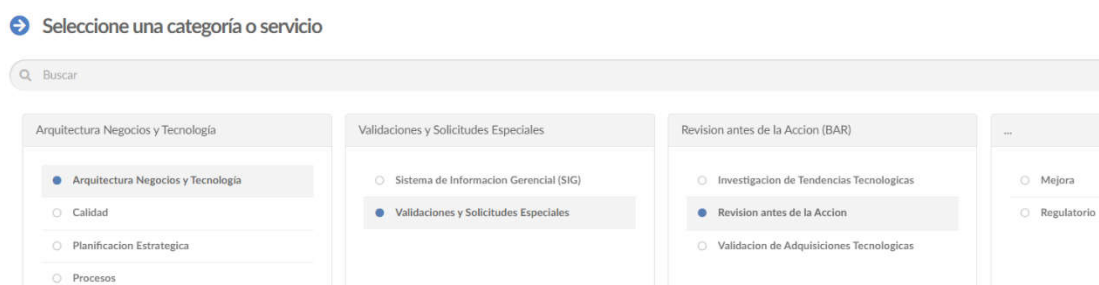 Seleccione una categoría o servicio
Buscar
Arquitectura Negocios y Tecnología
Arquitectura Negocios y Tecnología
Calidad
Planificacion Estrategica
Procesos
Validaciones y Solicitudes Especiales
Sistema de Informacion Gerencial (SIG)
Validaciones y Solicitudes Especiales
Revision antes de la Accion (BAR)
Investigacion de Tendencias Tecnologicas
Revision antes de la Accion
Validacion de Adquisiciones Tecnologicas
...
Mejora
Regulatorio